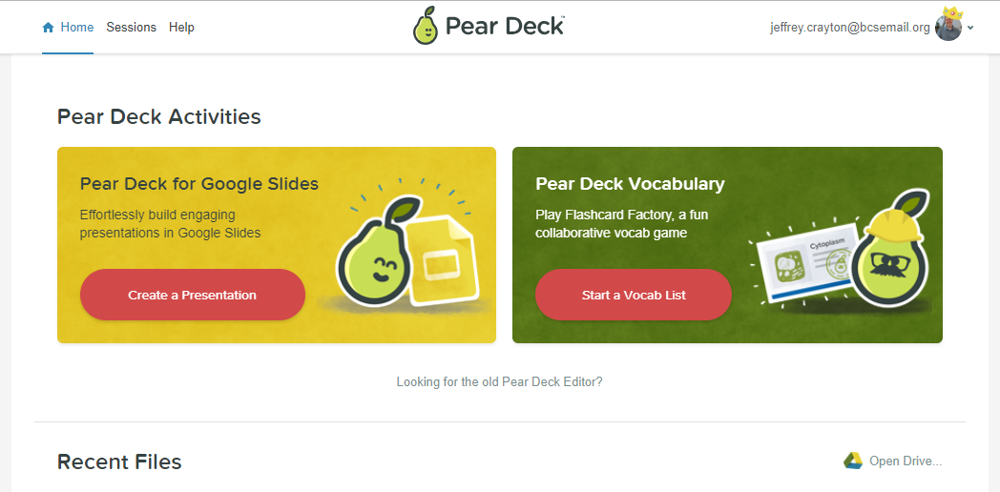 Home Sessions Help
Pear Deck™
jeffrey.crayton@bcsemail.org
Pear Deck Activities
Pear Deck for Google Slides
Effortlessly build engaging
presentations in Google Slides
Create a Presentation
Pear Deck Vocabulary
Play Flashcard Factory, a fun
collaborative vocab game
Cytoplasm
Start a Vocab List
Looking for the old Pear Deck Editor?
Recent Files
Open Drive...